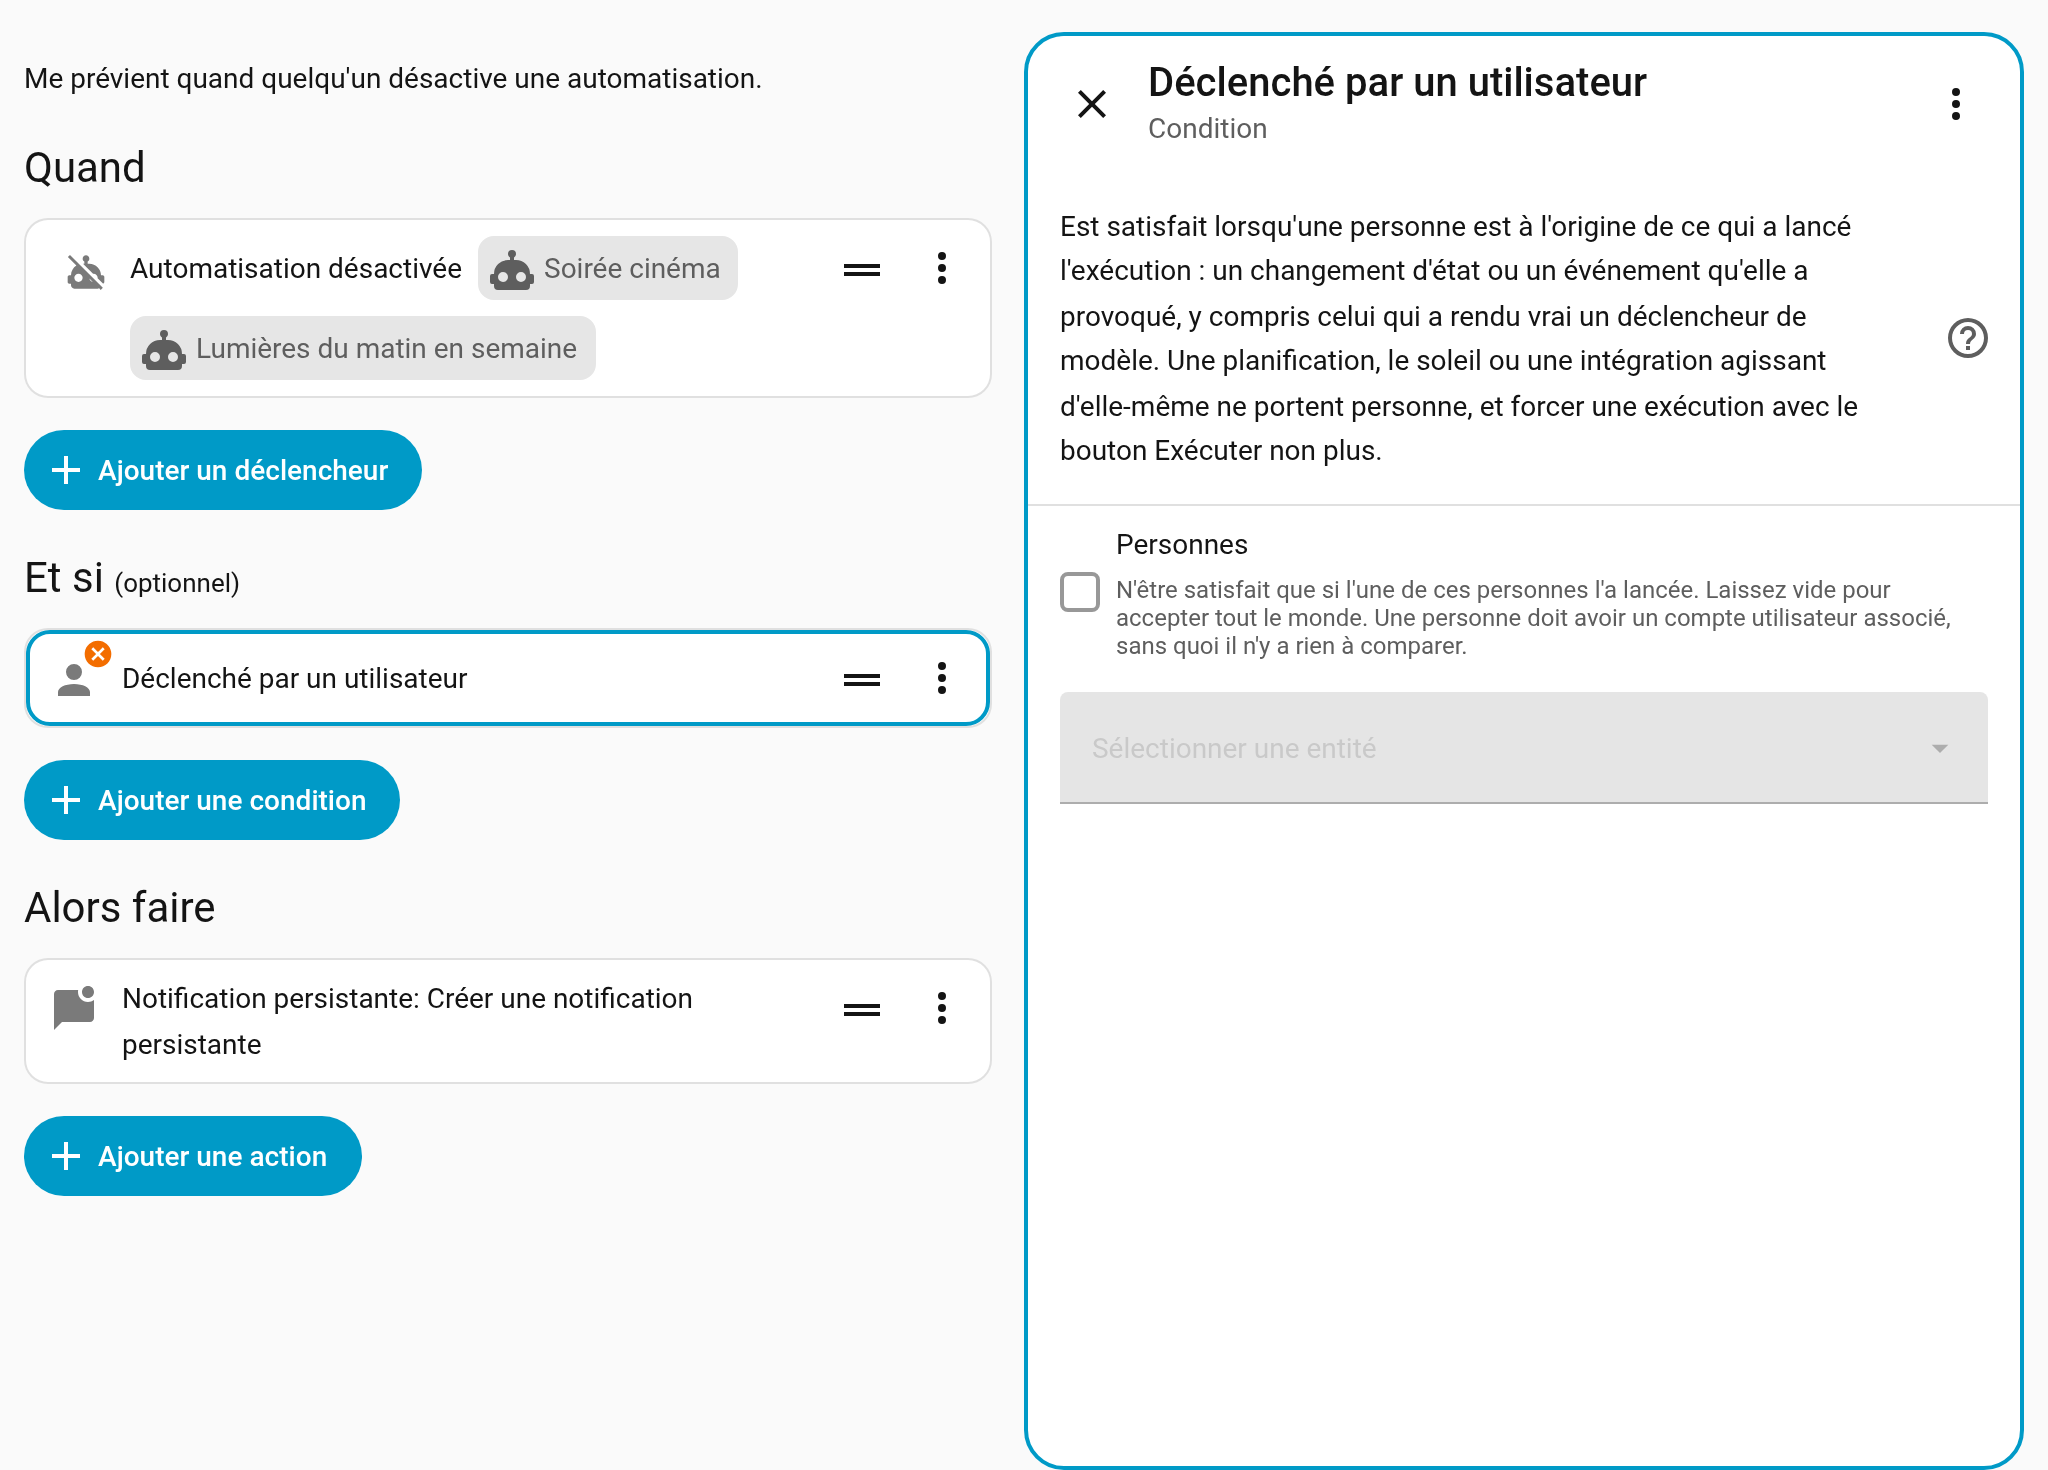 Me prévient quand quelqu'un désactive une automatisation.
Quand
Automatisation désactivée Soirée cinéma
Lumières du matin en semaine
Ajouter un déclencheur
Et si (optionnel)
Déclenché par un utilisateur
Ajouter une condition
Alors faire
Notification persistante: Créer une notification
persistante
Ajouter une action
Déclenché par un utilisateur
Condition
Est satisfait lorsqu'une personne est à l'origine de ce qui a lancé
l'exécution : un changement d'état ou un événement qu'elle a
provoqué, y compris celui qui a rendu vrai un déclencheur de
modèle. Une planification, le soleil ou une intégration agissant
d'elle-même ne portent personne, et forcer une exécution avec le
bouton Exécuter non plus.
Personnes
N'être satisfait que si l'une de ces personnes l'a lancée. Laissez vide pour
accepter tout le monde. Une personne doit avoir un compte utilisateur associé,
sans quoi il n'y a rien à comparer.
Sélectionner une entité